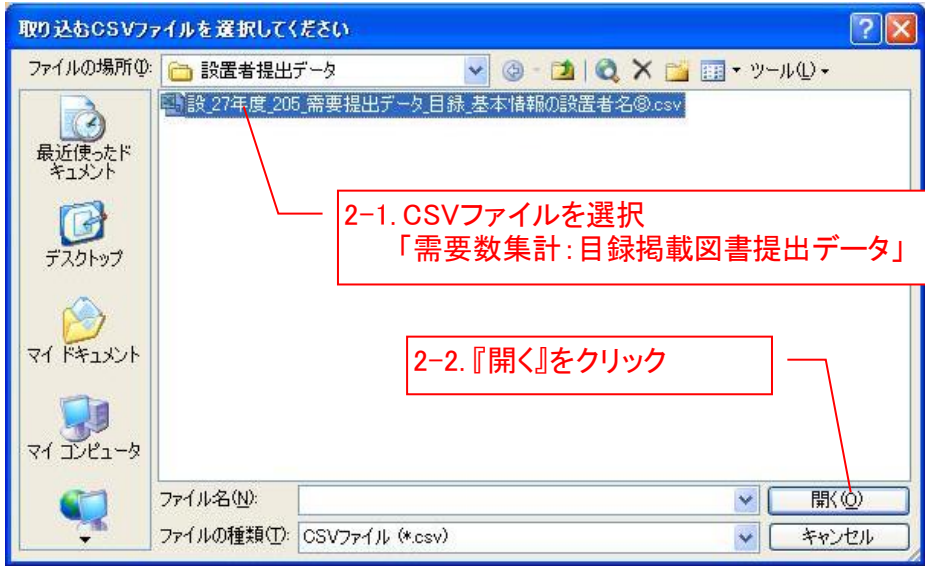 取り込むCSVファイルを選択してください
ファイルの場所(I):
設置者提出データ
ツール(L)
設_27年度_205_需要提出データ_目録_基本情報の設置者名⑧.csv
最近使ったド
キュメント
デスクトップ
マイ ドキュメント
マイ コンピュータ
2-1.CSVファイルを選択
「需要数集計:目録掲載図書提出データ」
2-2.『開く』をクリック
ファイル名(N):
開く(O)
ファイルの種類(T):
CSVファイル (*.csv)
キャンセル